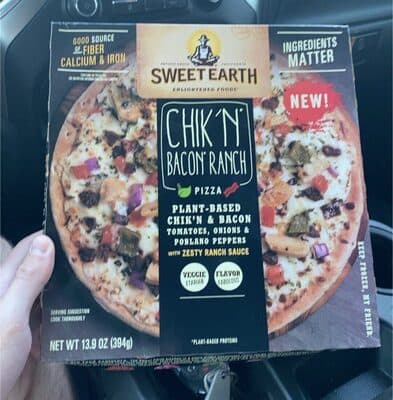 GOOD SOURCE
OF FIBER
CALCIUM & IRON
SWEET EARTH
ENLIGHTENED FOODS
INGREDIENTS
MATTER
NEW!
CHIK'N'
BACON' RANCH
PIZZA
PLANT-BASED
CHIK'N & BACON
TOMATOES, ONIONS &
POBLANO PEPPERS
WITH ZESTY RANCH SAUCE
VEGGIE
FLAVOR
KEEP FROZEN, MY FRIEND.
SERVING SUGGESTION
COOK THOROUGHLY
NET WT 13.9 OZ (394g)
*PLANT-BASED PROTEINS